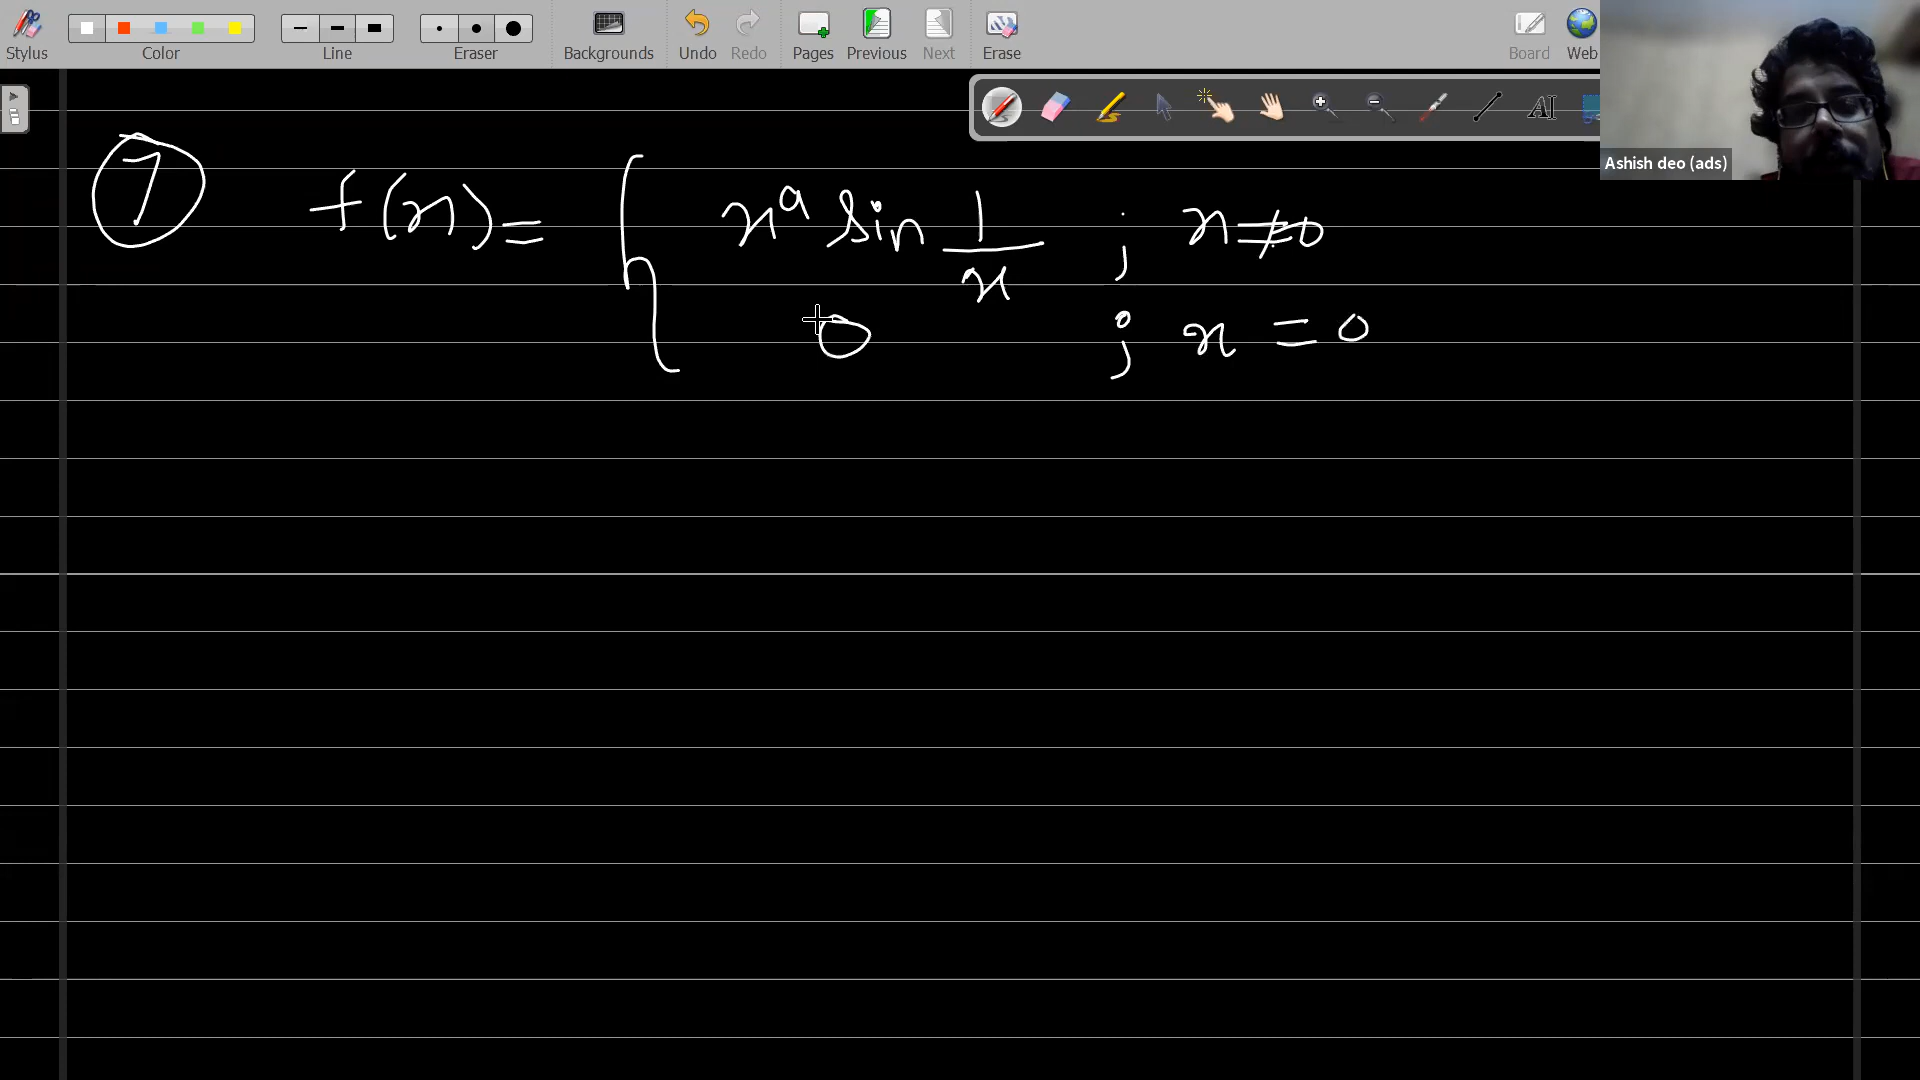 Stylus Color Line Eraser Backgrounds Undo Redo Pages Previous Next Erase Board Web
AI
Ashish deo (ads)
⑦ f(x) = { x^a sin 1/x ; x ≠ 0
0 ; x = 0